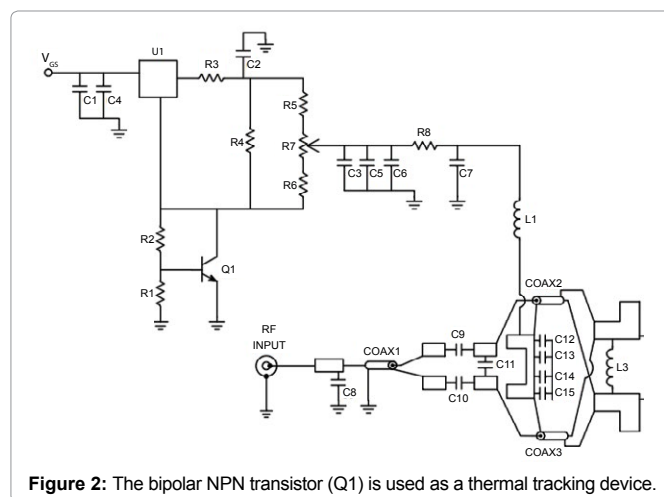 V_GS
U1
R3
C2
C1
C4
R5
R4
R7
R8
C3
C5
C6
C7
R6
L1
R2
Q1
R1
COAX2
RF
INPUT
COAX1
C9
C12
C13
C11
C14
L3
C8
C10
C15
COAX3
Figure 2: The bipolar NPN transistor (Q1) is used as a thermal tracking device.